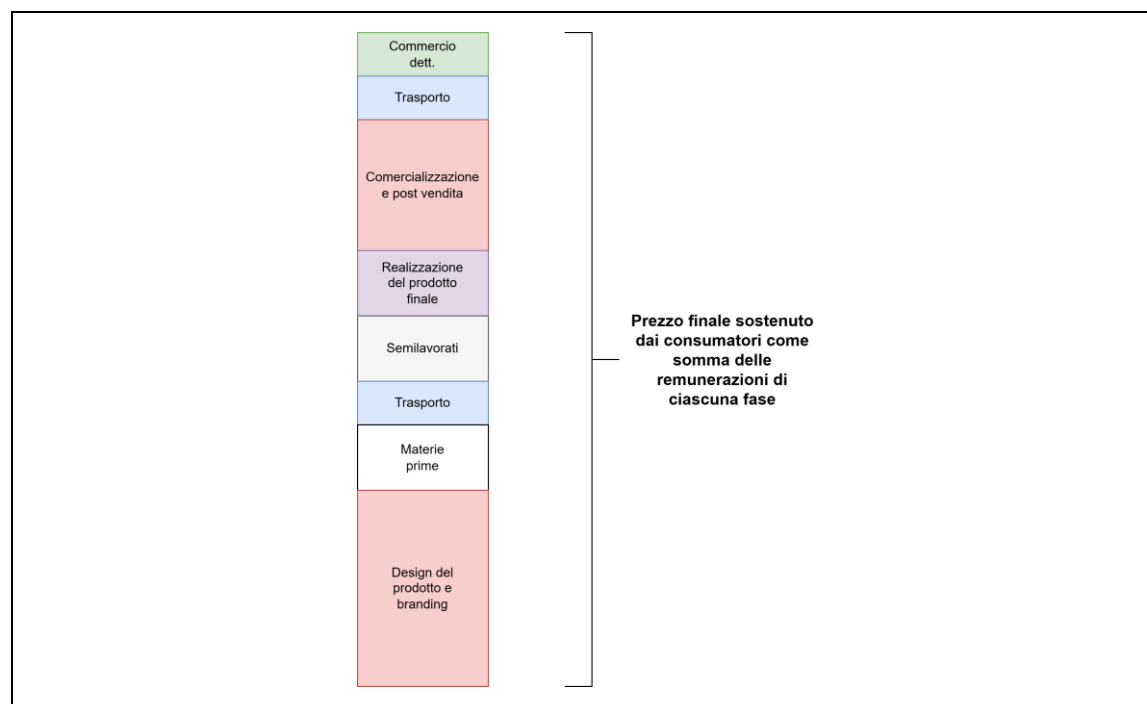 Commercio
dett.
Trasporto
Comercializzazione
e post vendita
Realizzazione
del prodotto
finale
Semilavorati
Trasporto
Materie
prime
Design del
prodotto e
branding
Prezzo finale sostenuto
dai consumatori come
somma delle
remunerazioni di
ciascuna fase